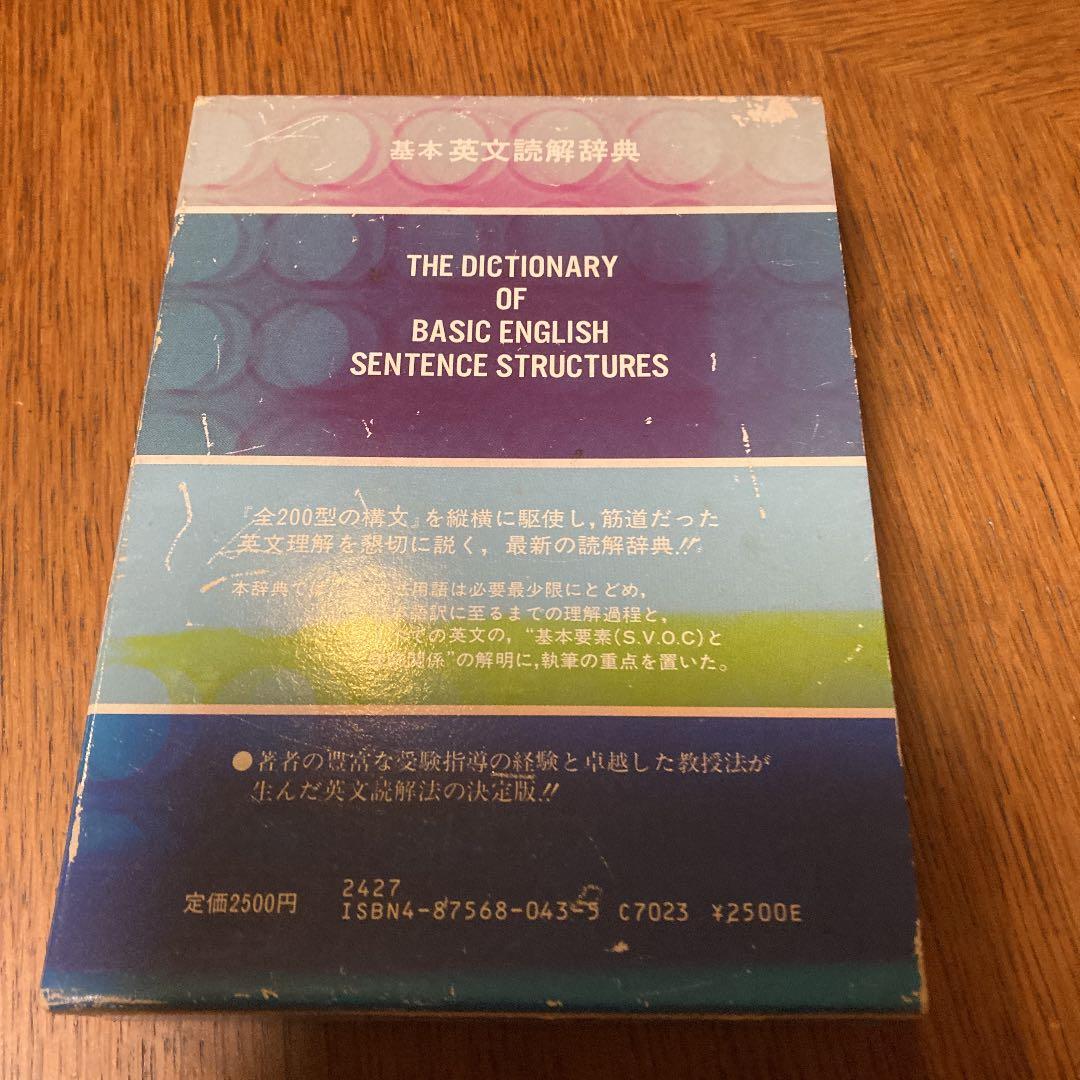 基本 英文読解辞典
THE DICTIONARY
OF
BASIC ENGLISH
SENTENCE STRUCTURES
『全200型の構文』を縦横に駆使し,筋道だった
英文理解を懇切に説く, 最新の読解辞典!!
本辞典では 用語は必要最少限にとどめ,
語訳に至るまでの理解過程と,
ての英文の, “基本要素(S.V.O.C)と
関係”の解明に,執筆の重点を置いた。
●著者の豊富な受験指導の経験と卓越した教授法が
生んだ英文読解法の決定版!!
定価2500円
2427
ISBN4-87568-043-5 C7023 ¥2500E